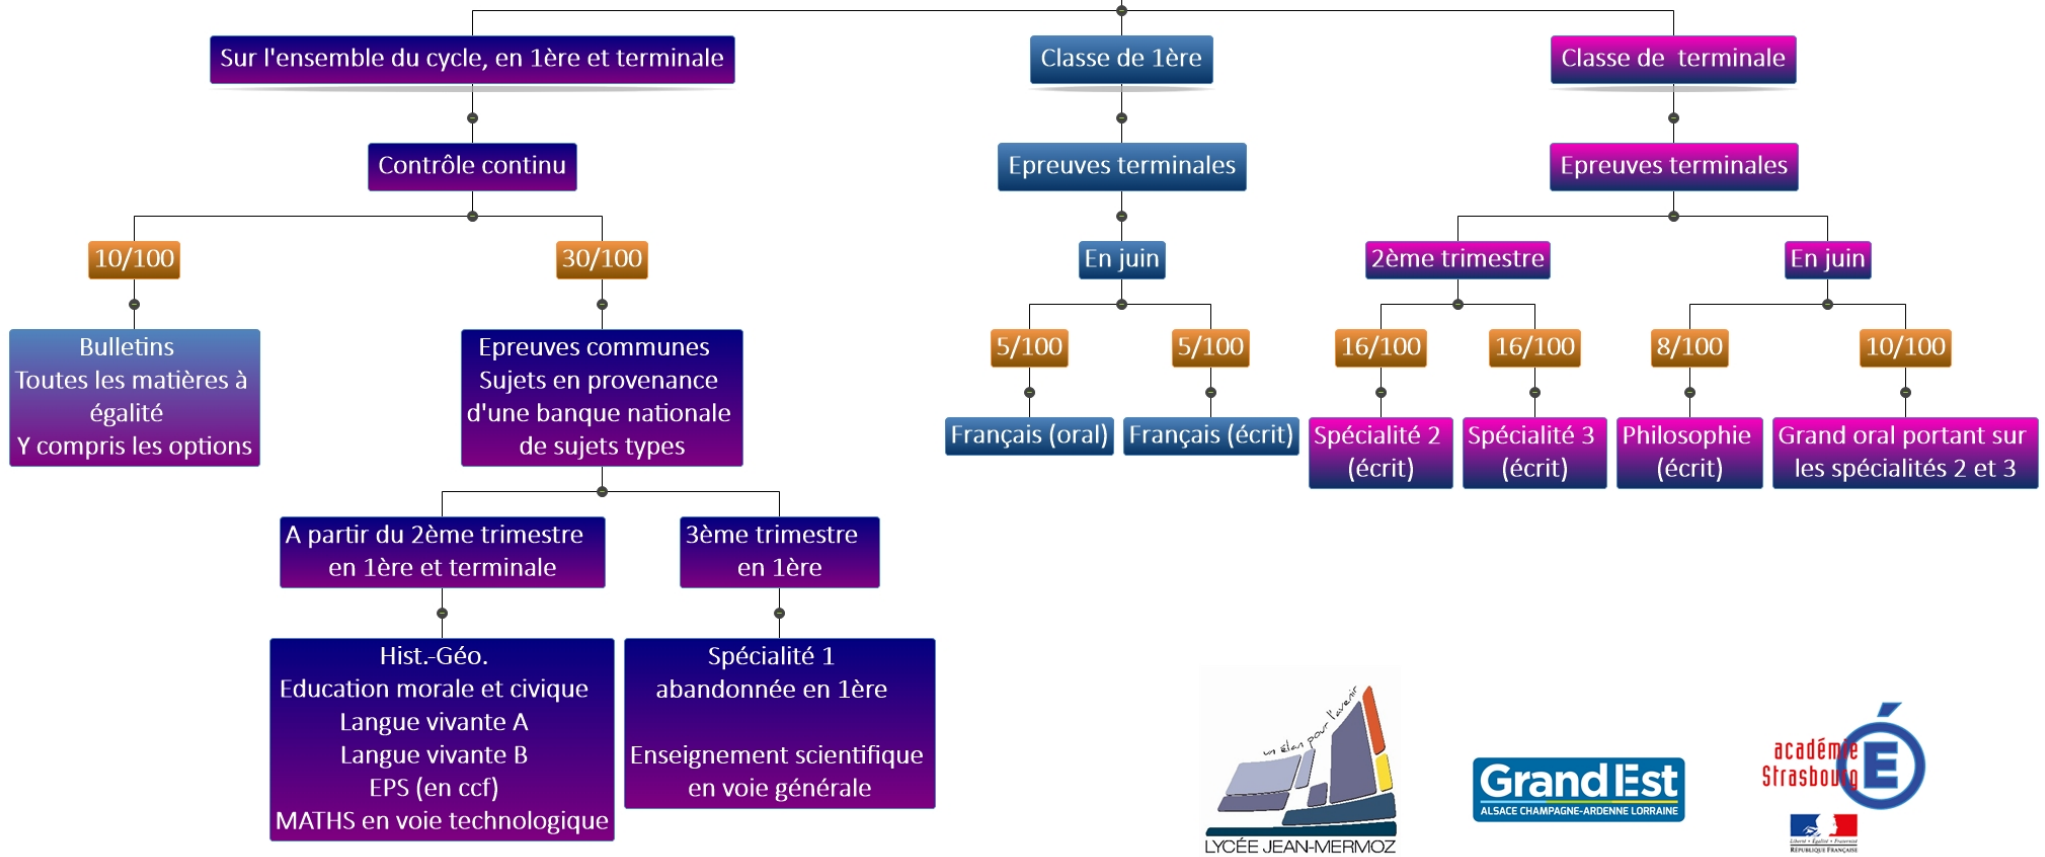 Sur l'ensemble du cycle, en 1ère et terminale
Contrôle continu
10/100
Bulletins
Toutes les matières à
égalité
Y compris les options
30/100
Epreuves communes
Sujets en provenance
d'une banque nationale
de sujets types
A partir du 2ème trimestre
en 1ère et terminale
Hist.-Géo.
Education morale et civique
Langue vivante A
Langue vivante B
EPS (en ccf)
MATHS en voie technologique
3ème trimestre
en 1ère
Spécialité 1
abandonnée en 1ère
Enseignement scientifique
en voie générale
Classe de 1ère
Epreuves terminales
En juin
5/100
Français (oral)
5/100
Français (écrit)
Classe de  terminale
Epreuves terminales
2ème trimestre
16/100
Spécialité 2
(écrit)
16/100
Spécialité 3
(écrit)
En juin
8/100
Philosophie
(écrit)
10/100
Grand oral portant sur
les spécialités 2 et 3
un élan pour l'avenir
LYCÉE JEAN-MERMOZ
Grand Est
ALSACE CHAMPAGNE-ARDENNE LORRAINE
académie
Strasbourg
É
Liberté • Égalité • Fraternité
RÉPUBLIQUE FRANÇAISE